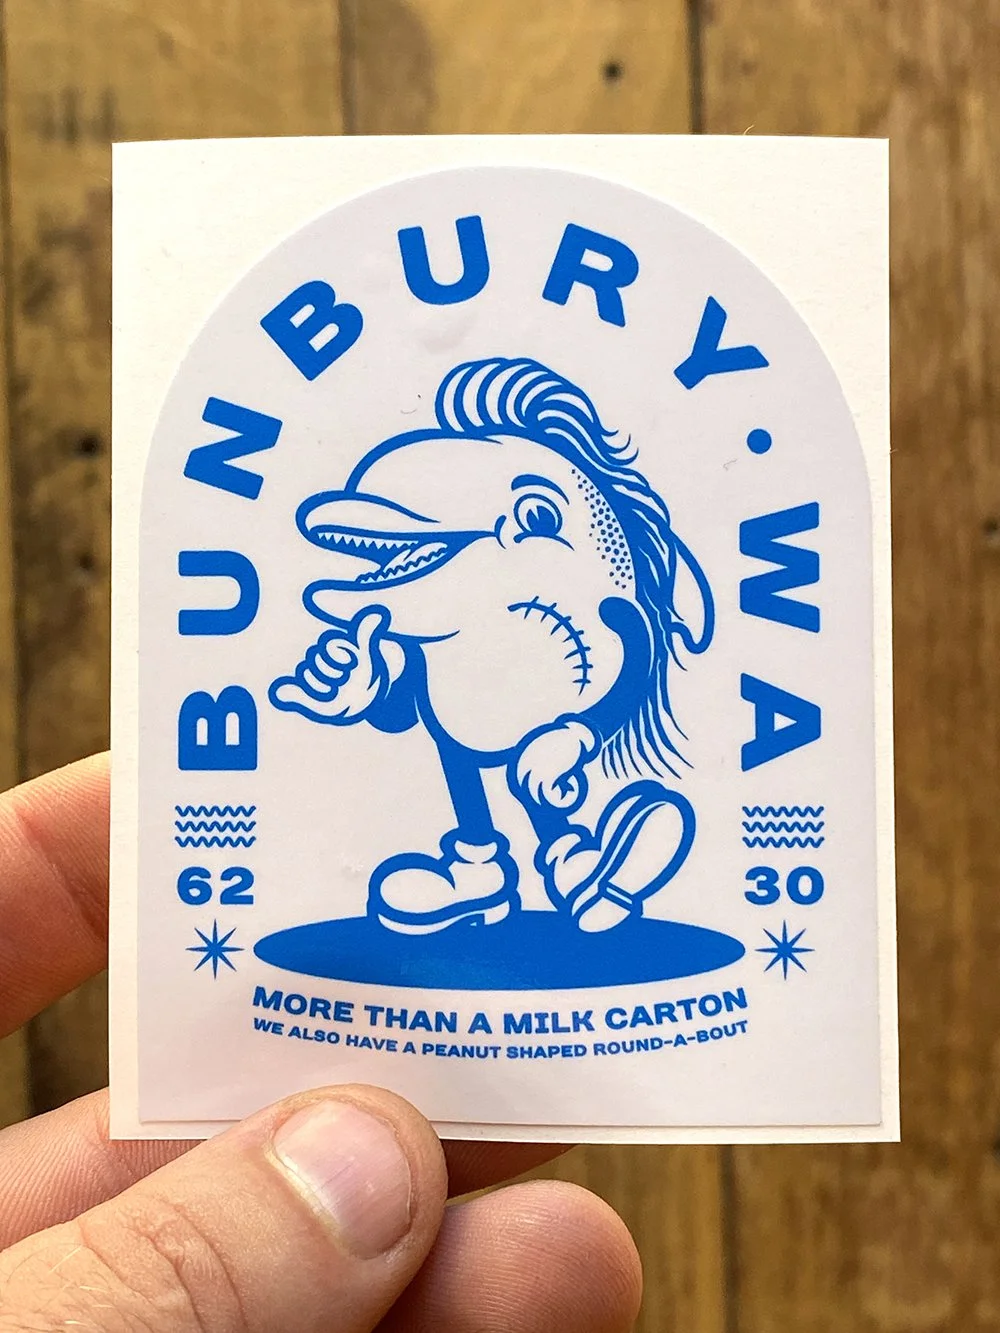 BUNBURY · WA
62 30
MORE THAN A MILK CARTON
WE ALSO HAVE A PEANUT SHAPED ROUND-A-BOUT